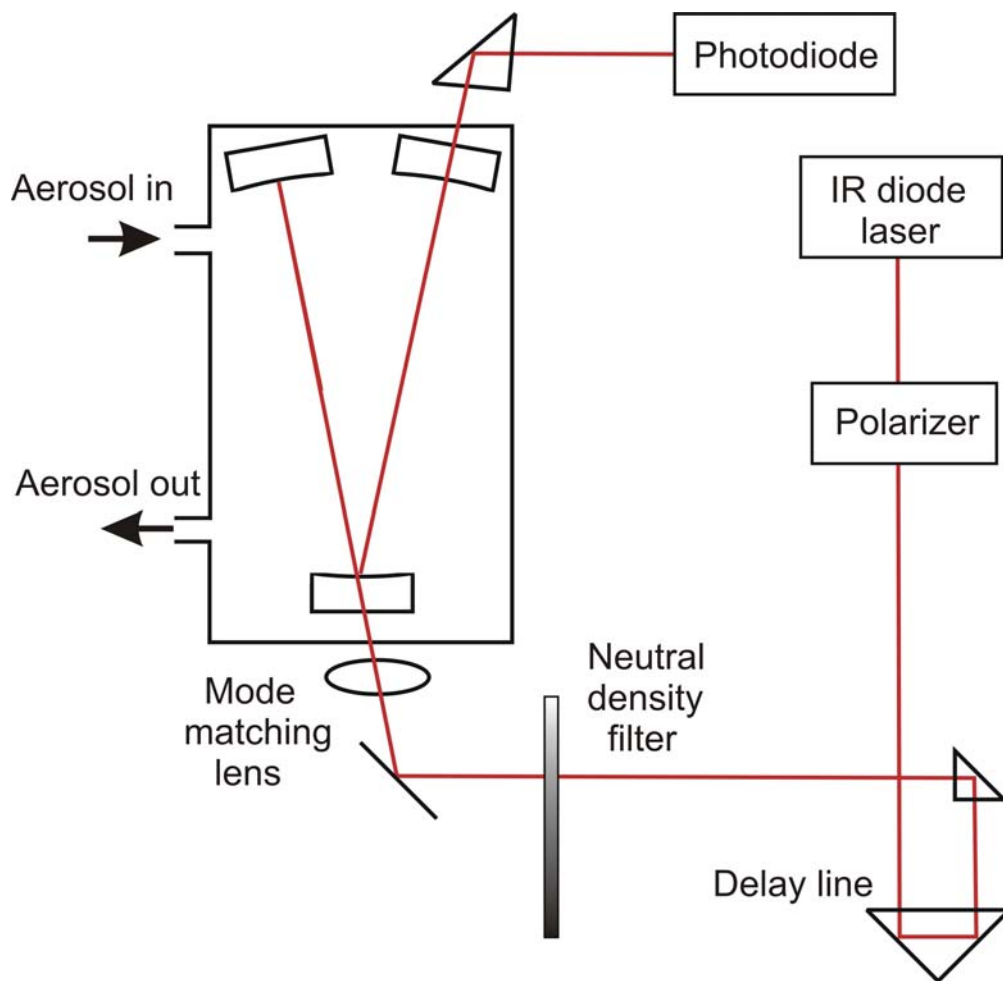 Photodiode
Aerosol in
IR diode
laser
Polarizer
Aerosol out
Neutral
density
filter
Mode
matching
lens
Delay line